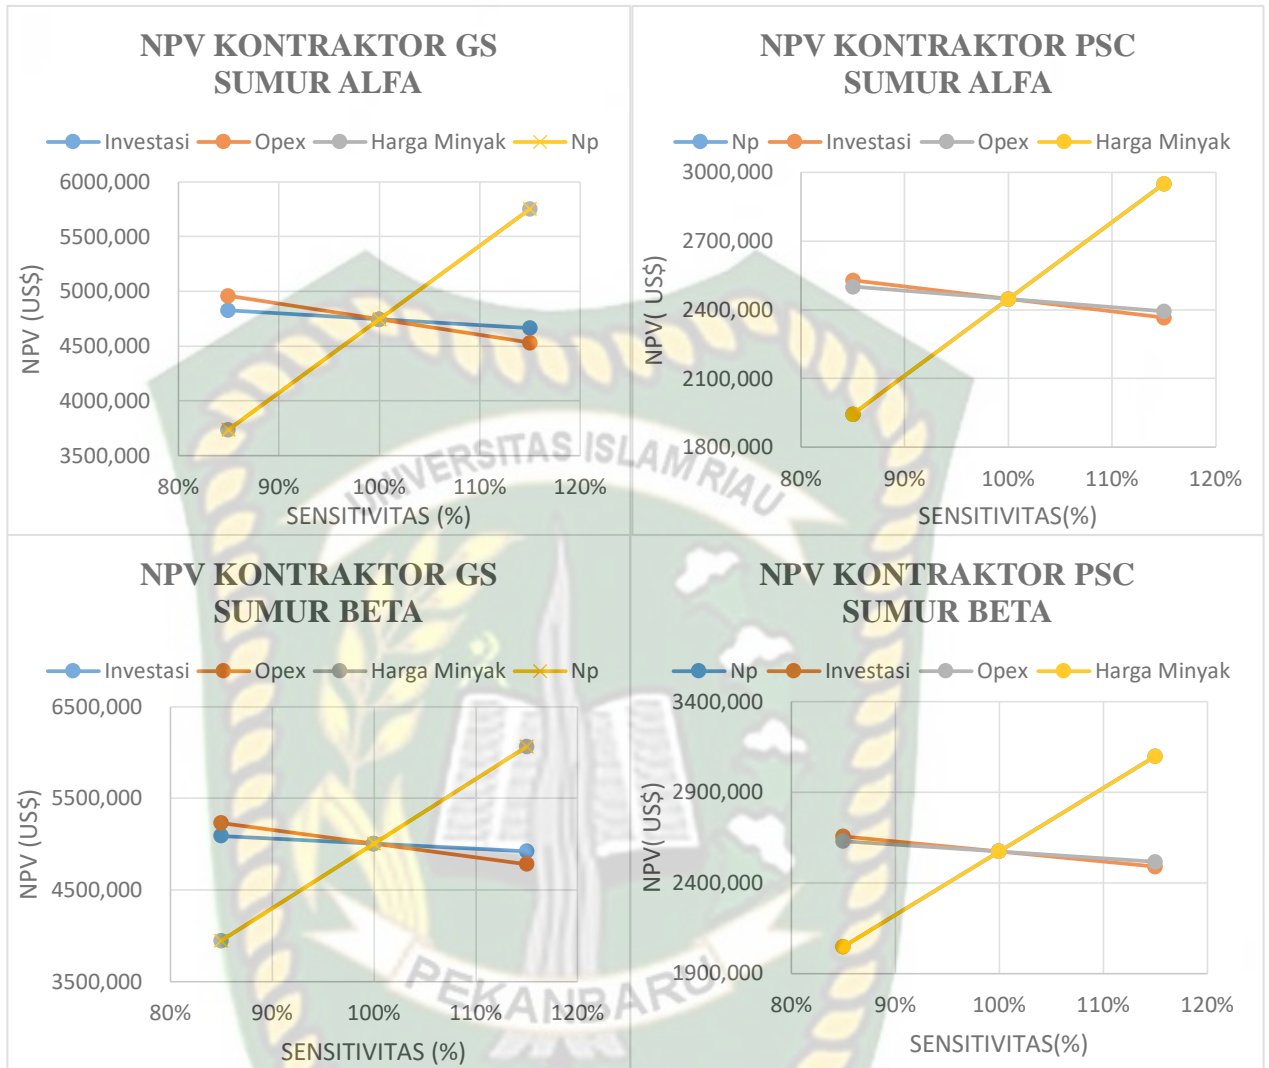 NPV KONTRAKTOR GS
SUMUR ALFA
Investasi Opex Harga Minyak Np
6000,000
5500,000
5000,000
4500,000
4000,000
3500,000
NPV (US$)
80% 90% 100% 110% 120%
SENSITIVITAS (%)
NPV KONTRAKTOR PSC
SUMUR ALFA
Np Investasi Opex Harga Minyak
3000,000
2700,000
2400,000
2100,000
1800,000
NPV( US$)
80% 90% 100% 110% 120%
SENSITIVITAS(%)
UNIVERSITAS ISLAM RIAU
NPV KONTRAKTOR GS
SUMUR BETA
Investasi Opex Harga Minyak Np
6500,000
5500,000
4500,000
3500,000
NPV (US$)
80% 90% 100% 110% 120%
SENSITIVITAS (%)
NPV KONTRAKTOR PSC
SUMUR BETA
Np Investasi Opex Harga Minyak
3400,000
2900,000
2400,000
1900,000
NPV( US$)
80% 90% 100% 110% 120%
SENSITIVITAS(%)
PEKANBARU